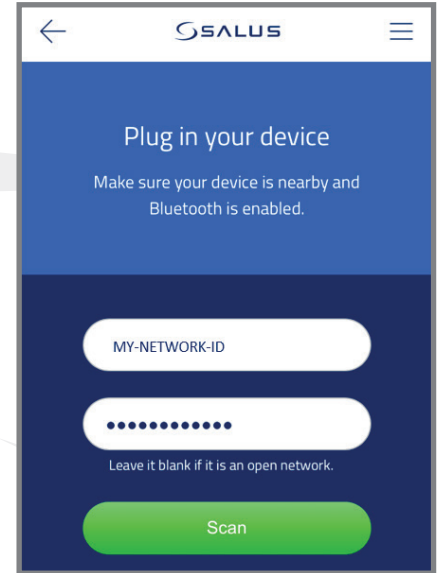 SALUS
Plug in your device
Make sure your device is nearby and
Bluetooth is enabled.
MY-NETWORK-ID
••••••••••••
Leave it blank if it is an open network.
Scan